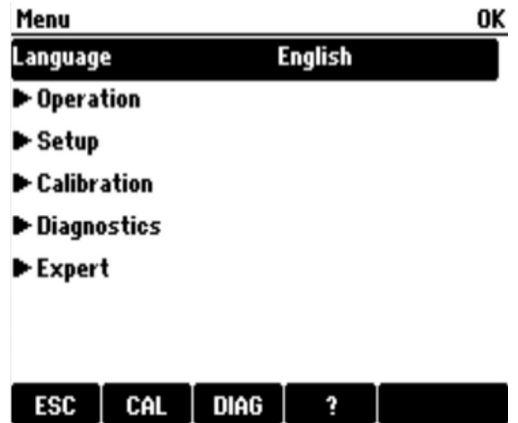 Menu OK
Language English
Operation
Setup
Calibration
Diagnostics
Expert
ESC CAL DIAG ?